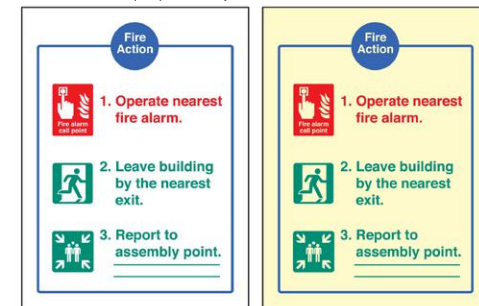 Fire
Action
1. Operate nearest
fire alarm.
Fire alarm
call point
2. Leave building
by the nearest
exit.
3. Report to
assembly point.
Fire
Action
1. Operate nearest
fire alarm.
Fire alarm
call point
2. Leave building
by the nearest
exit.
3. Report to
assembly point.